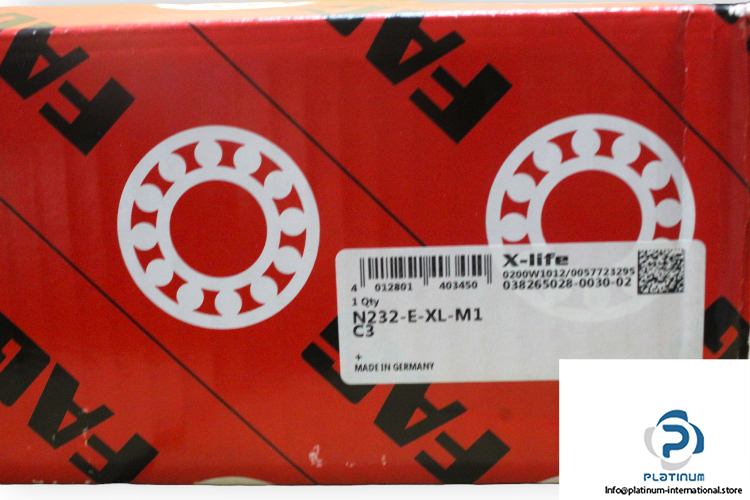 FAG
FAG
X-life
0200W1012/0057723295
038265028-0030-02
4 012801 403450
1 Qty
N232-E-XL-M1
C3
+
MADE IN GERMANY
FAG
FAG
PLATINUM
Info@platinum-international.store